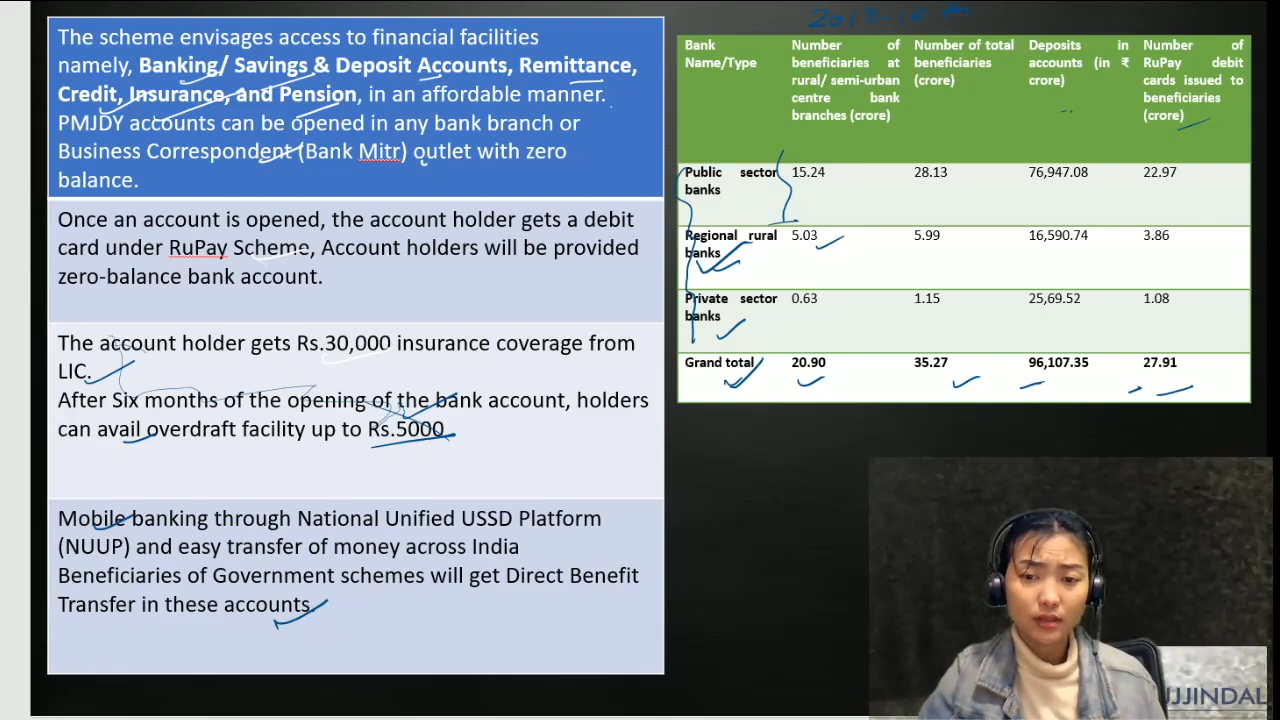 The scheme envisages access to financial facilities
namely, Banking/ Savings & Deposit Accounts, Remittance,
Credit, Insurance, and Pension, in an affordable manner.
PMJDY accounts can be opened in any bank branch or
Business Correspondent (Bank Mitr) outlet with zero
balance.
Once an account is opened, the account holder gets a debit
card under RuPay Scheme, Account holders will be provided
zero-balance bank account.
The account holder gets Rs.30,000 insurance coverage from
LIC.
After Six months of the opening of the bank account, holders
can avail overdraft facility up to Rs.5000
Mobile banking through National Unified USSD Platform
(NUUP) and easy transfer of money across India
Beneficiaries of Government schemes will get Direct Benefit
Transfer in these accounts.
Bank Number of Number of total Deposits in Number of
Name/Type beneficiaries at beneficiaries accounts (in ₹ RuPay debit
rural/ semi-urban (crore) crore) cards issued to
centre bank beneficiaries
branches (crore) (crore)
Public sector 15.24 28.13 76,947.08 22.97
banks
Regional rural 5.03 5.99 16,590.74 3.86
banks
Private sector 0.63 1.15 25,69.52 1.08
banks
Grand total 20.90 35.27 96,107.35 27.91
JJINDAL